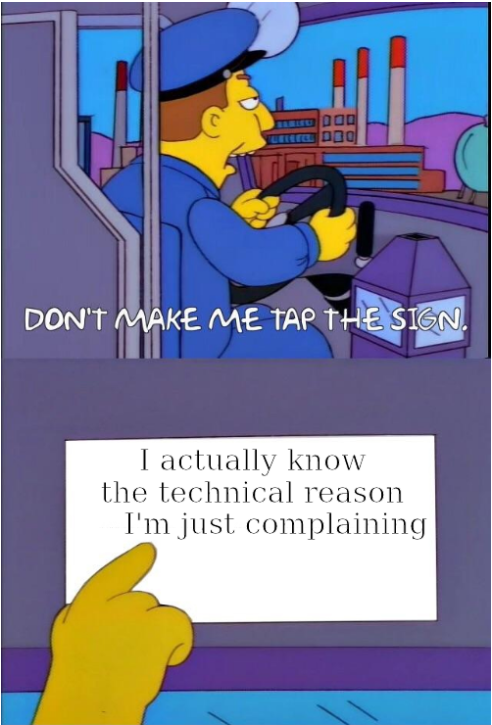 DON'T MAKE ME TAP THE SIGN.
I actually know
the technical reason
I'm just complaining